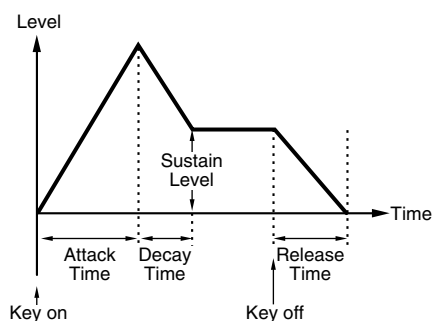 Level
Sustain
Level
Time
Attack
Time
Decay
Time
Release
Time
Key on
Key off